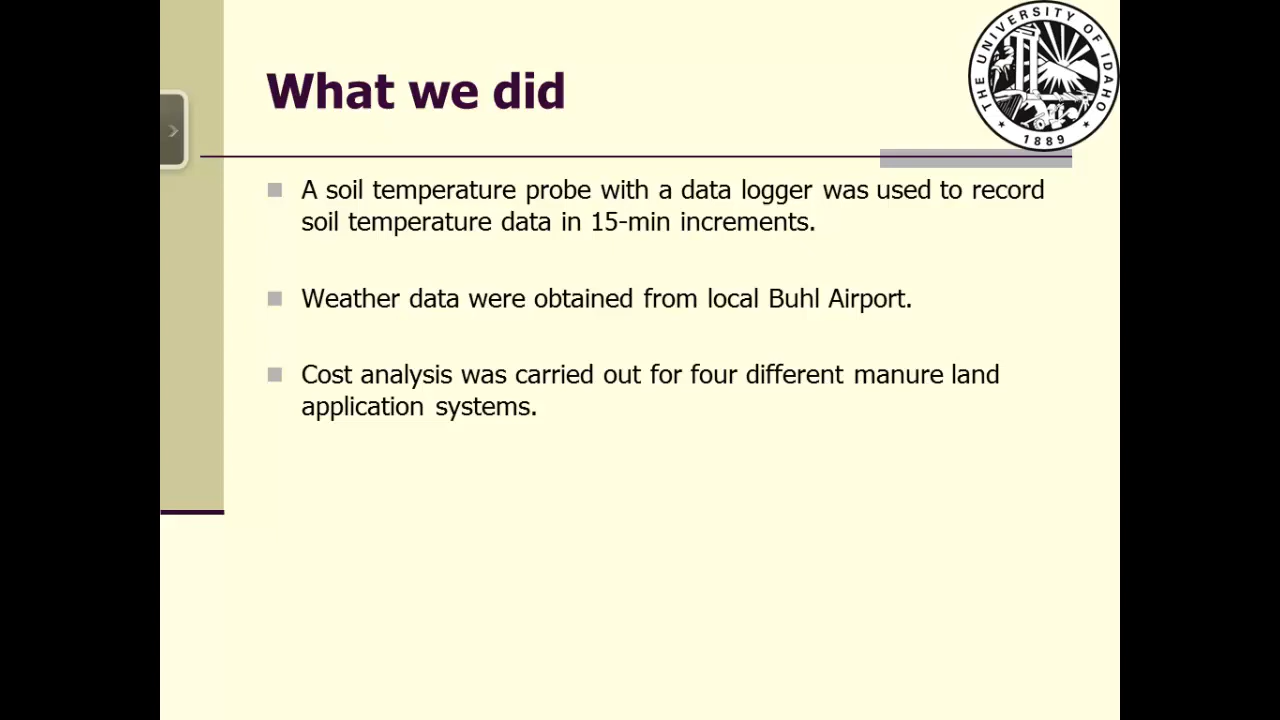 THE UNIVERSITY OF IDAHO
1889
What we did
A soil temperature probe with a data logger was used to record
soil temperature data in 15-min increments.
Weather data were obtained from local Buhl Airport.
Cost analysis was carried out for four different manure land
application systems.